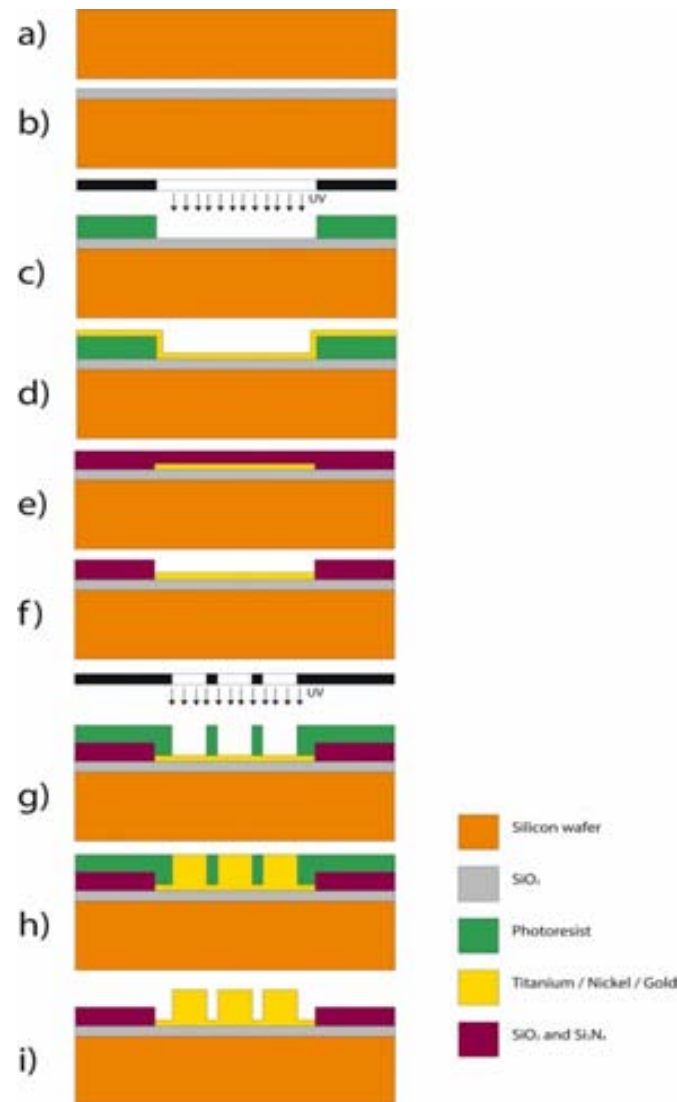 a)
b)
UV
c)
d)
e)
f)
UV
g)
h)
i)
Silicon wafer
SiO₂
Photoresist
Titanium / Nickel / Gold
SiO₂ and Si₃N₄